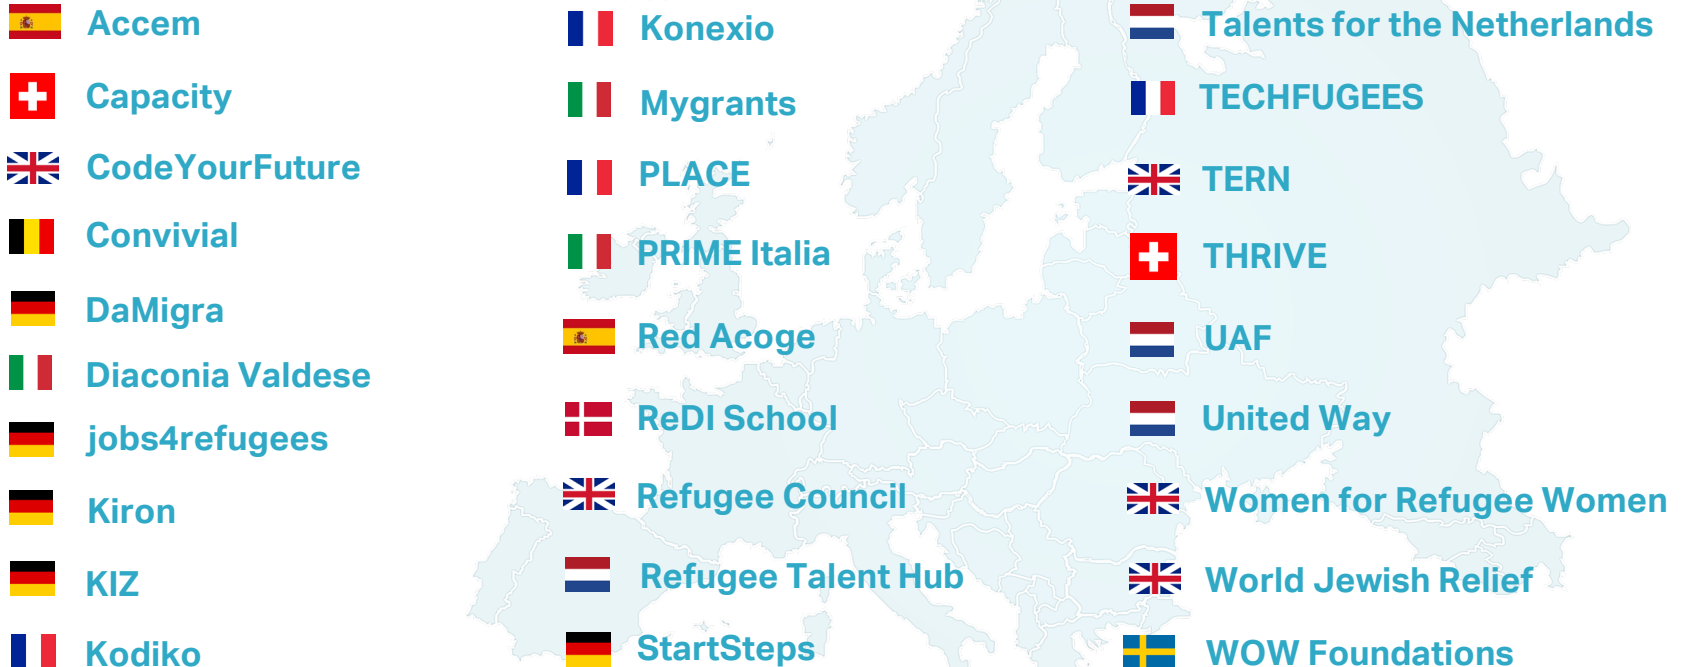 Accem
Capacity
CodeYourFuture
Convivial
DaMigra
Diaconia Valdese
jobs4refugees
Kiron
KIZ
Kodiko
Konexio
Mygrants
PLACE
PRIME Italia
Red Acoge
ReDI School
Refugee Council
Refugee Talent Hub
StartSteps
Talents for the Netherlands
TECHFUGEES
TERN
THRIVE
UAF
United Way
Women for Refugee Women
World Jewish Relief
WOW Foundations